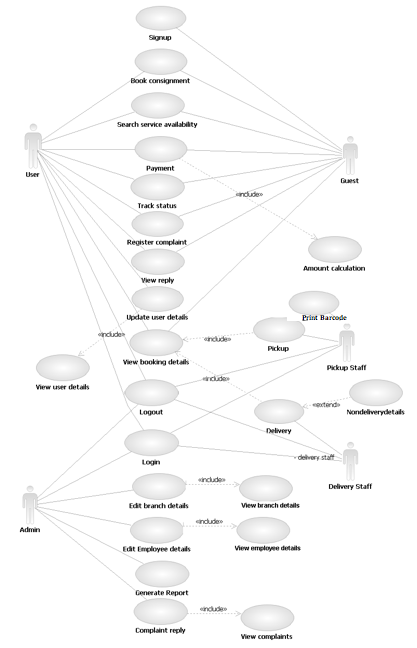 Signup
Book consignment
Search service availability
User
Payment
Guest
Track status
«include»
Register complaint
Amount calculation
View reply
Update user details
Print Barcode
«include»
«include»
Pickup
View booking details
Pickup Staff
View user details
«include»
Logout
«extend»
Delivery
Nondeliverydetails
Login
- delivery staff
Delivery Staff
«include»
Edit branch details
View branch details
Admin
«include»
Edit Employee details
View employee details
Generate Report
«include»
Complaint reply
View complaints